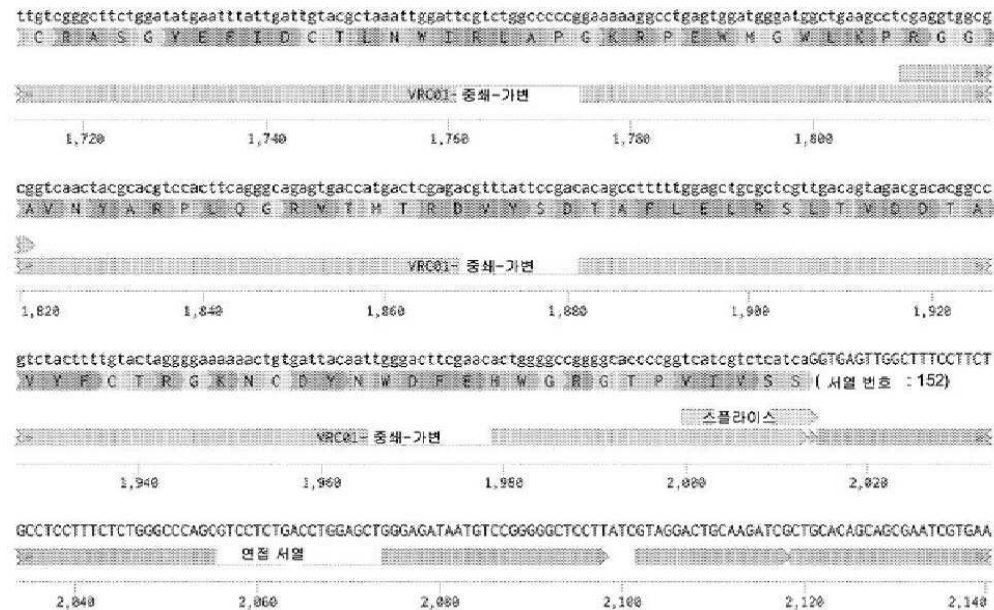 ttgtcgggcttctggatatgaatttattgattgtacgctaaattggattcgtctggcccccggaaaaaggcctgagtggatgggatggctgaagcctcgaggtggcg
C R A S G Y E F I D C T L N W I R L A P G K R P E W M G W L K P R G G
VRC01- 중쇄-가변
1,720 1,740 1,760 1,780 1,800
cggtcaactacgcacgtccacttcagggcagagtgaccatgactcgagacgtttattccgacacagcctttttggagctgcgctcgttgacagtagacgacacggcc
A V N Y A R P L Q G R V T M T R D V Y S D T A F L E L R S L T V D D T A
VRC01- 중쇄-가변
1,820 1,840 1,860 1,880 1,900 1,920
gtctacttttgtactaggggaaaaaactgtgattacaattgggacttcgaacactggggccggggcaccccggtcatcgtctcatcaGGTGAGTTGGCTTTCCTTCT
V Y F C T R G K N C D Y N W D F E H W G R G T P V I V S S ( 서열 번호 : 152)
스플라이스
VRC01- 중쇄-가변
1,940 1,960 1,980 2,000 2,020
GCCTCCTTTCTCTGGGCCCAGCGTCCTCTGACCTGGAGCTGGGAGATAATGTCCGGGGGCTCCTTATCGTAGGACTGCAAGATCGCTGCACAGCAGCGAATCGTGAA
면접 서열
2,040 2,060 2,080 2,100 2,120 2,140